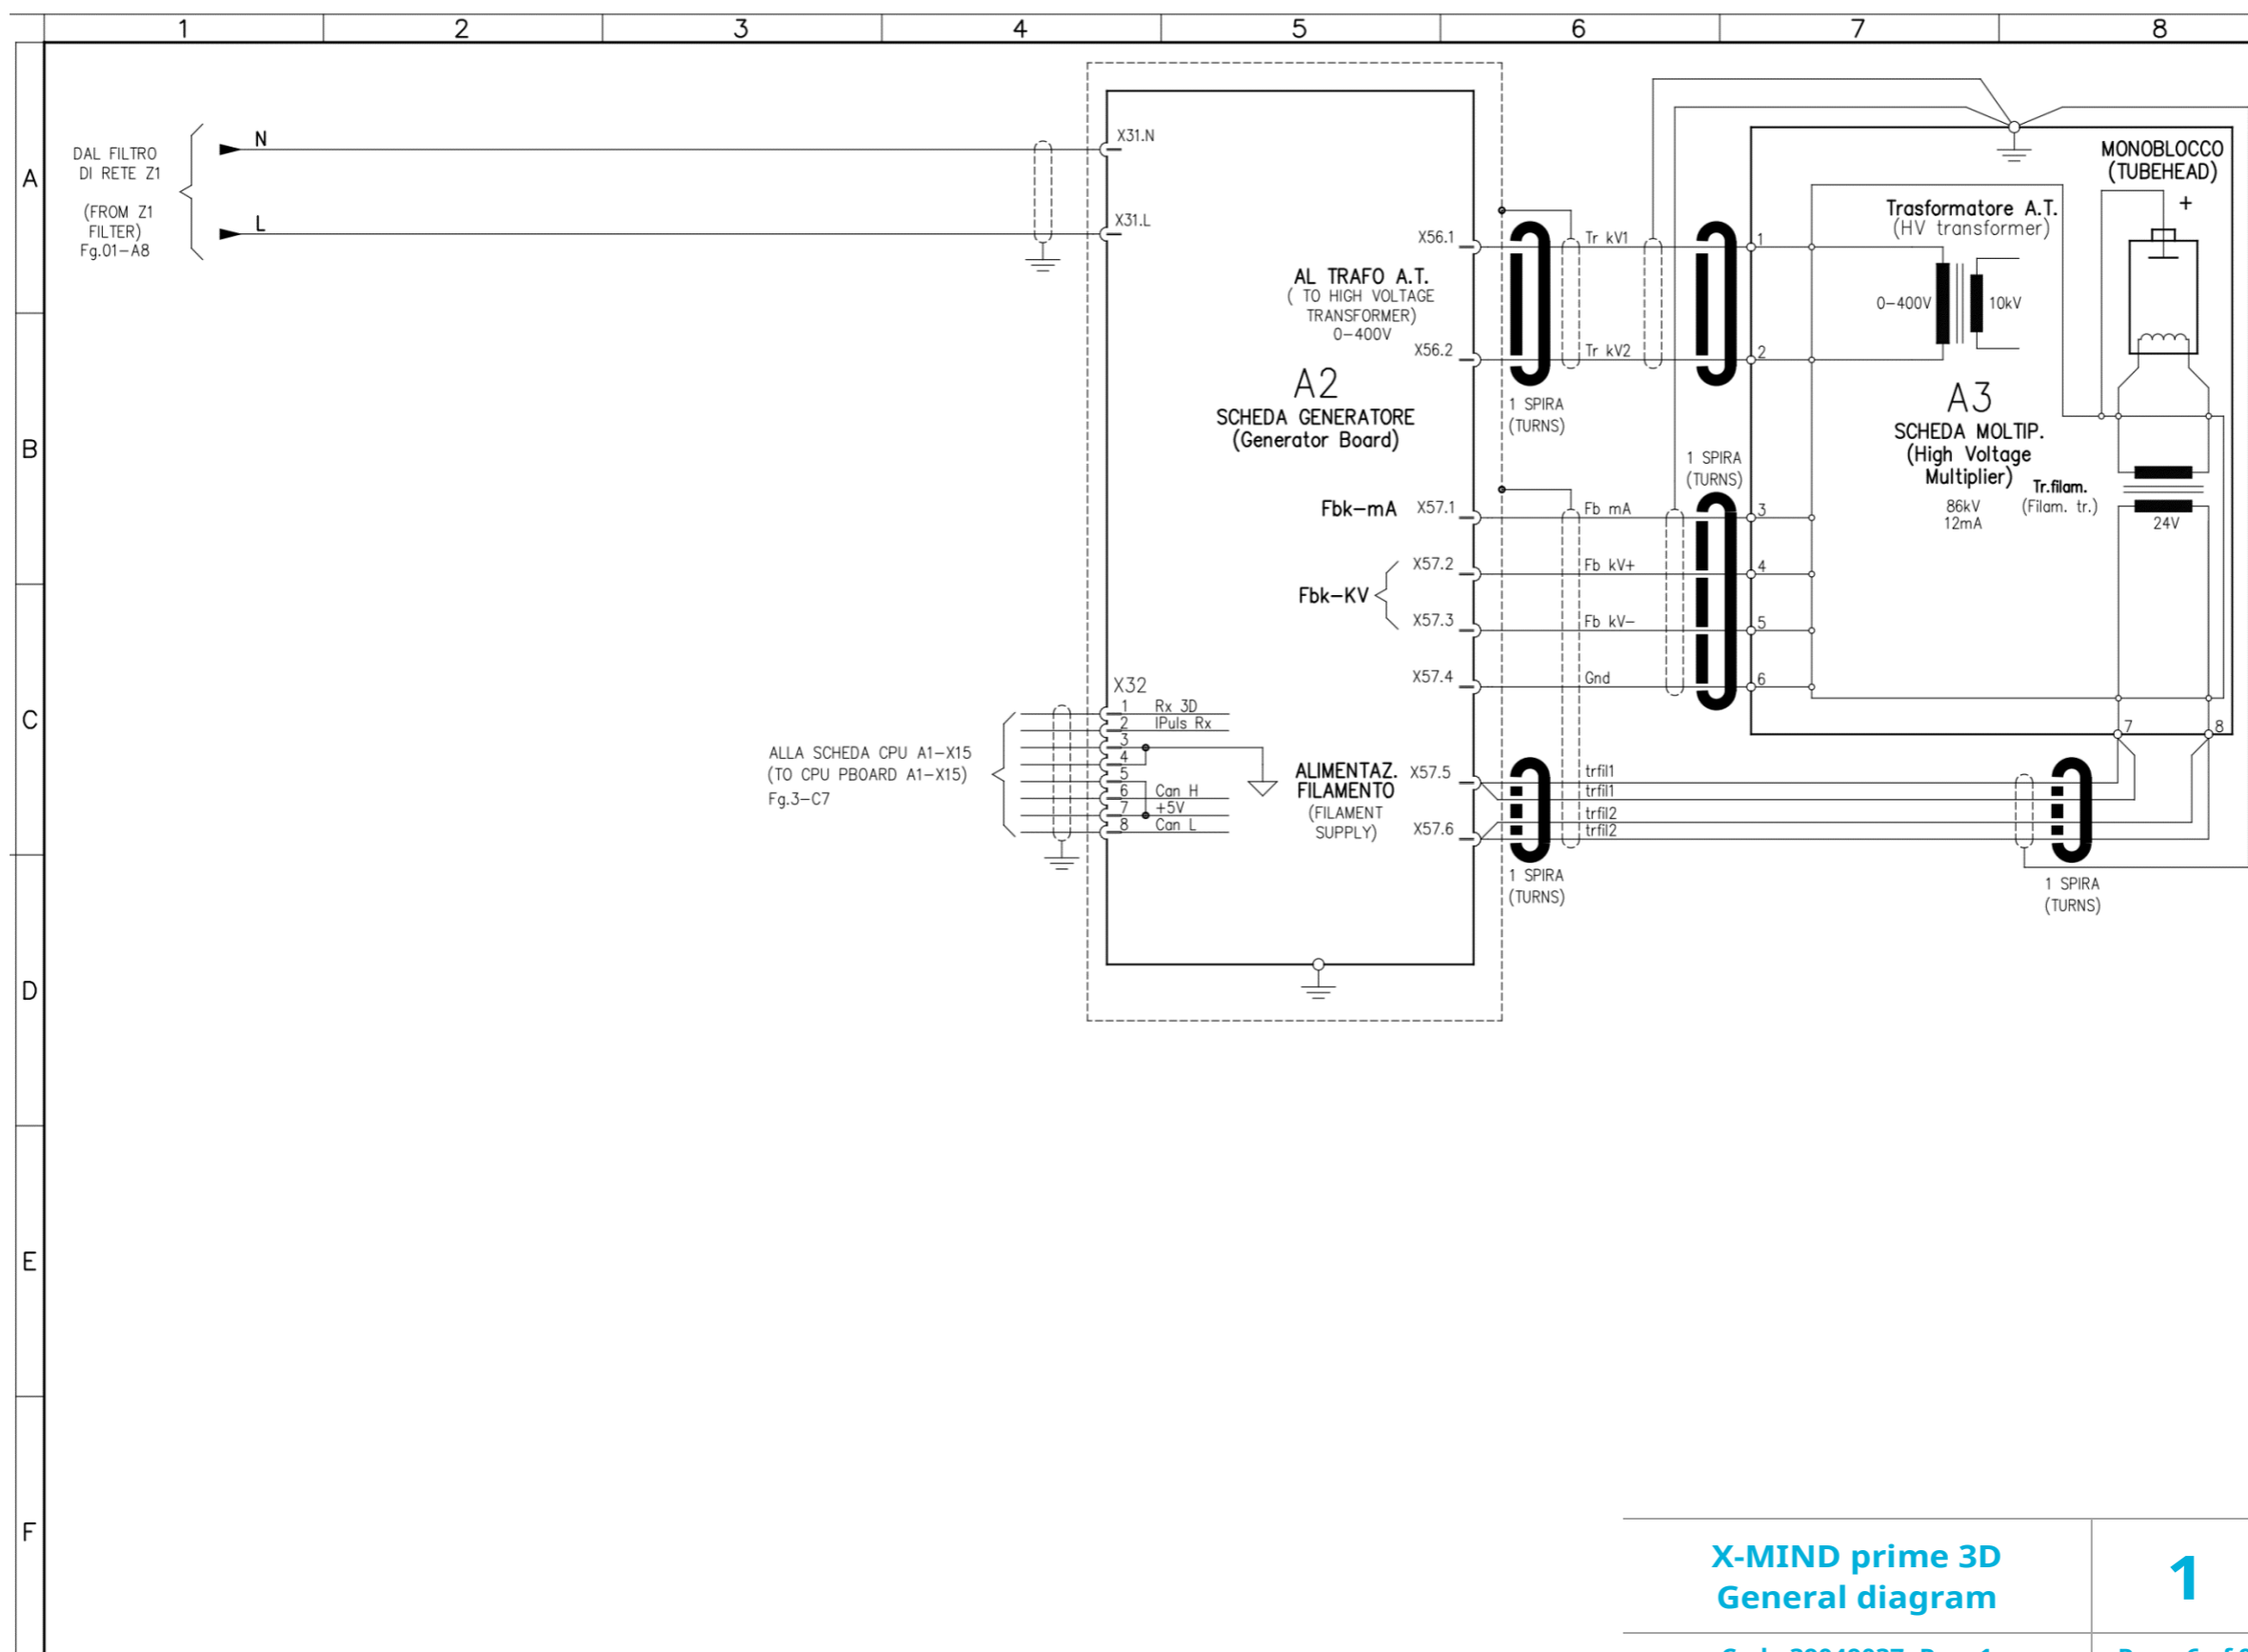 1 2 3 4 5 6 7 8
A
B
C
D
E
F
DAL FILTRO
DI RETE Z1
(FROM Z1
FILTER)
Fg.01-A8
N
L
X31.N
X31.L
X56.1
AL TRAFO A.T.
( TO HIGH VOLTAGE
TRANSFORMER)
0-400V
X56.2
A2
SCHEDA GENERATORE
(Generator Board)
Fbk-mA X57.1
X57.2
Fbk-KV
X57.3
X57.4
X32
1 Rx 3D
2 IPuls Rx
3
4
5
6 Can H
7 +5V
8 Can L
ALLA SCHEDA CPU A1-X15
(TO CPU PBOARD A1-X15)
Fg.3-C7
ALIMENTAZ. X57.5
FILAMENTO
(FILAMENT
SUPPLY) X57.6
Tr kV1
Tr kV2
1 SPIRA
(TURNS)
1 SPIRA
(TURNS)
Fb mA
Fb kV+
Fb kV-
Gnd
trfil1
trfil1
trfil2
trfil2
1 SPIRA
(TURNS)
1
2
3
4
5
6
7
8
MONOBLOCCO
(TUBEHEAD)
+
Trasformatore A.T.
(HV transformer)
0-400V
10kV
A3
SCHEDA MOLTIP.
(High Voltage
Multiplier)
86kV
12mA
Tr.filam.
(Filam. tr.)
24V
1 SPIRA
(TURNS)
X-MIND prime 3D
General diagram
1